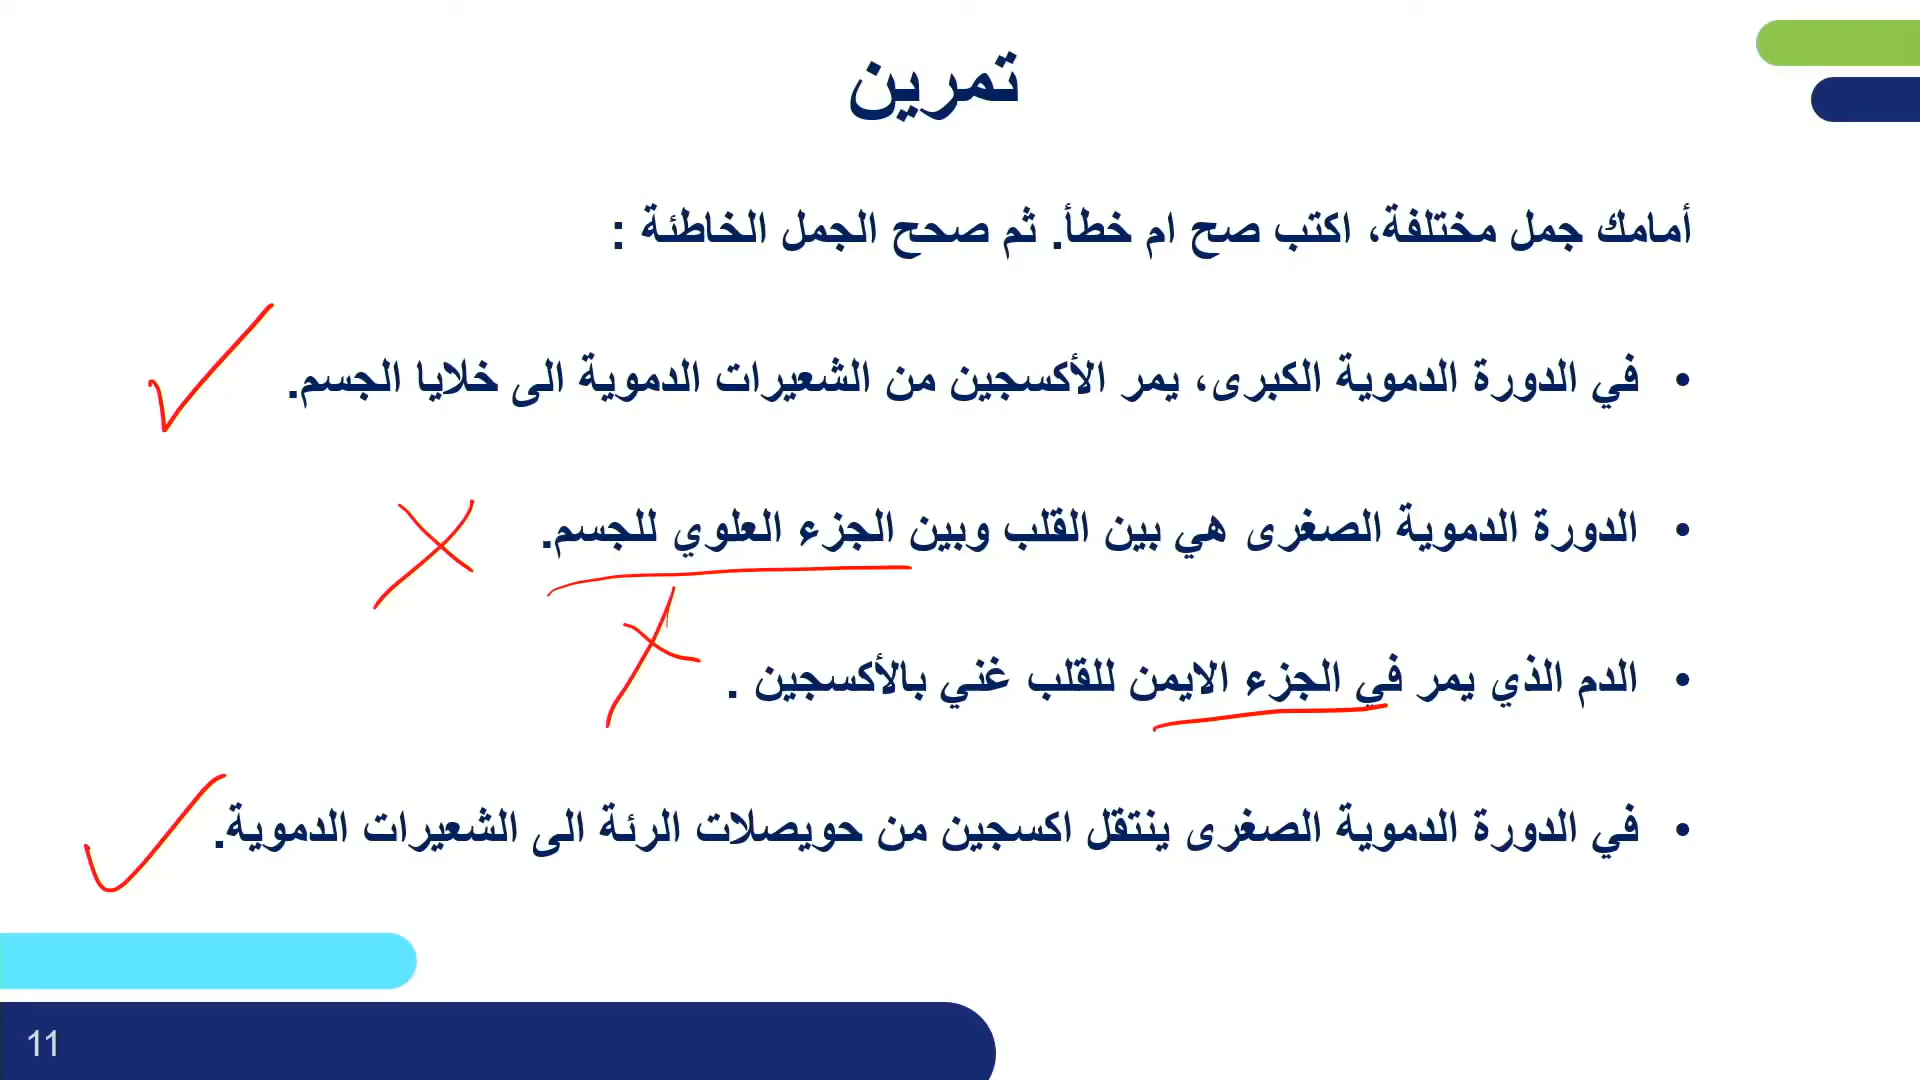 تمرين
أمامك جمل مختلفة، اكتب صح ام خطأ. ثم صحح الجمل الخاطئة :
• في الدورة الدموية الكبرى، يمر الأكسجين من الشعيرات الدموية الى خلايا الجسم.
• الدورة الدموية الصغرى هي بين القلب وبين الجزء العلوي للجسم.
• الدم الذي يمر في الجزء الايمن للقلب غني بالأكسجين .
• في الدورة الدموية الصغرى ينتقل اكسجين من حويصلات الرئة الى الشعيرات الدموية.
11